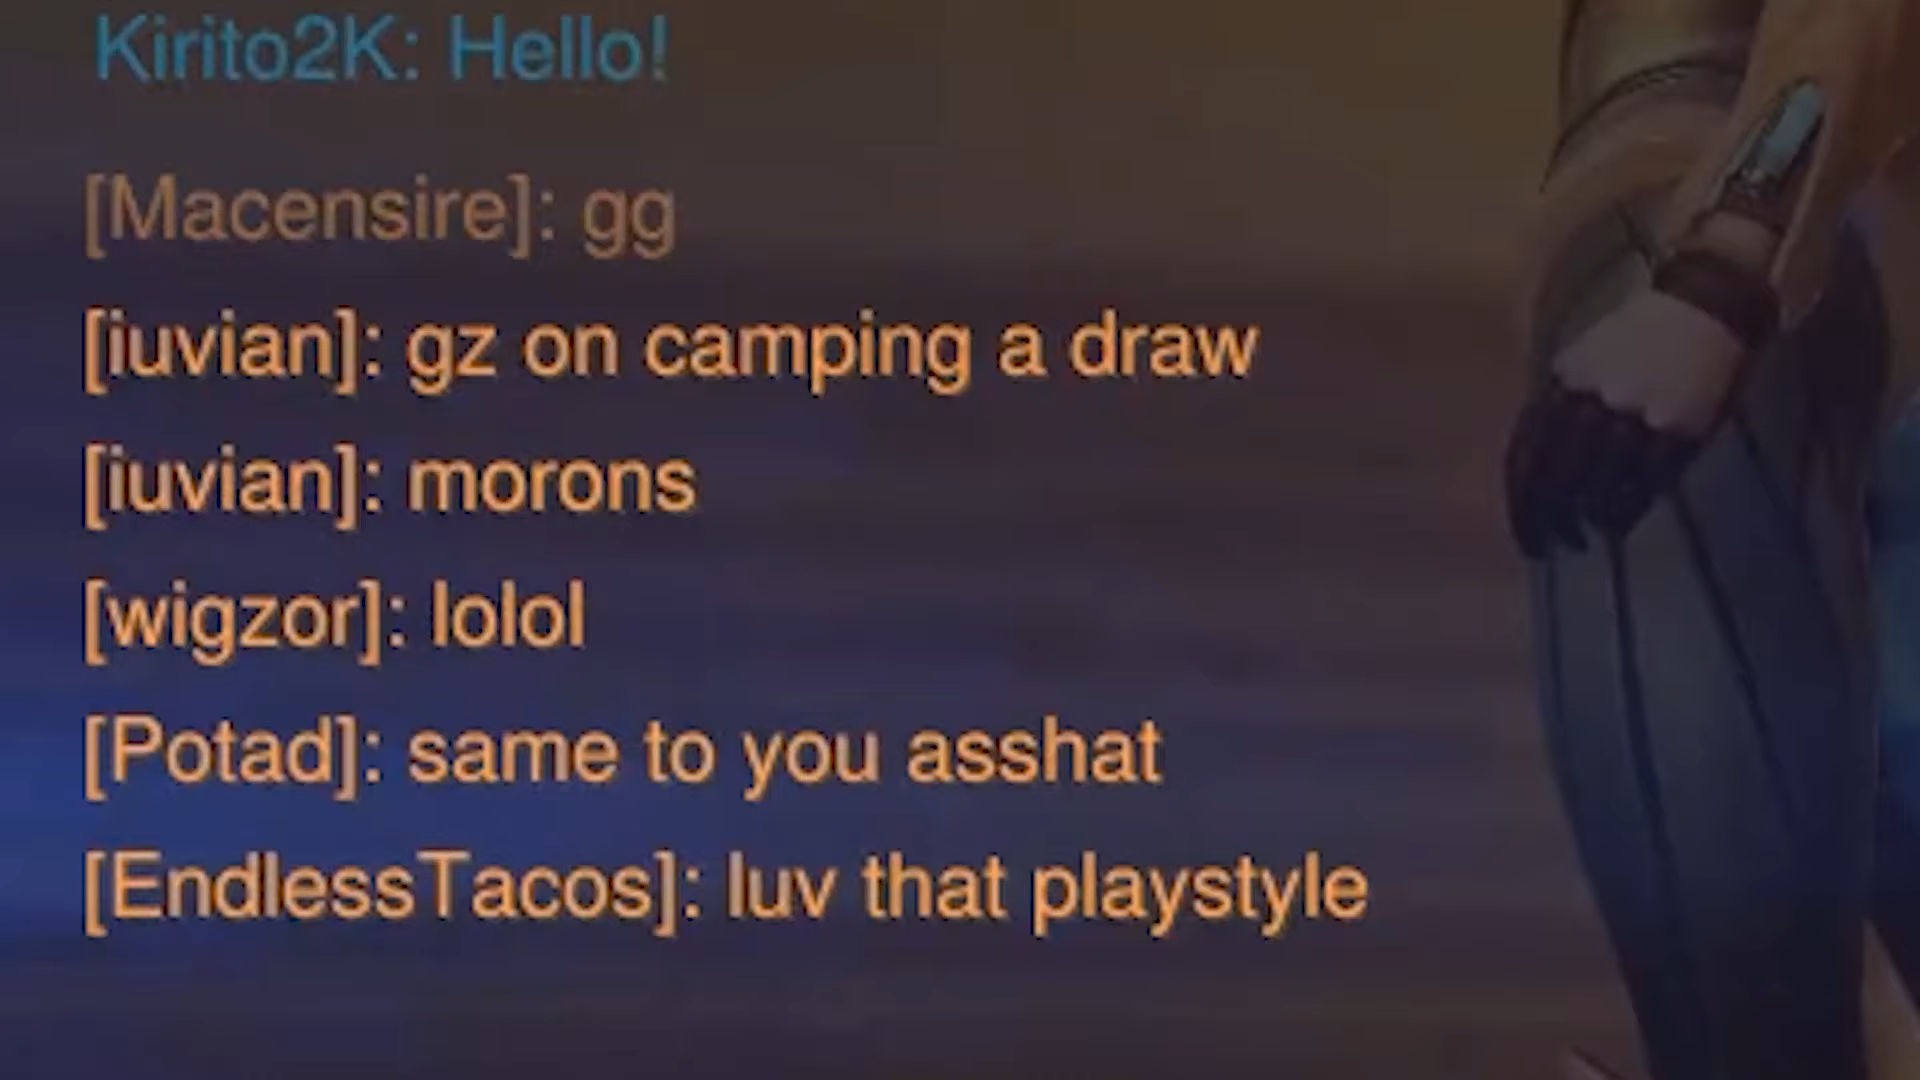 Kirito2K: Hello!
[Macensire]: gg
[iuvian]: gz on camping a draw
[iuvian]: morons
[wigzor]: lolol
[Potad]: same to you asshat
[EndlessTacos]: luv that playstyle